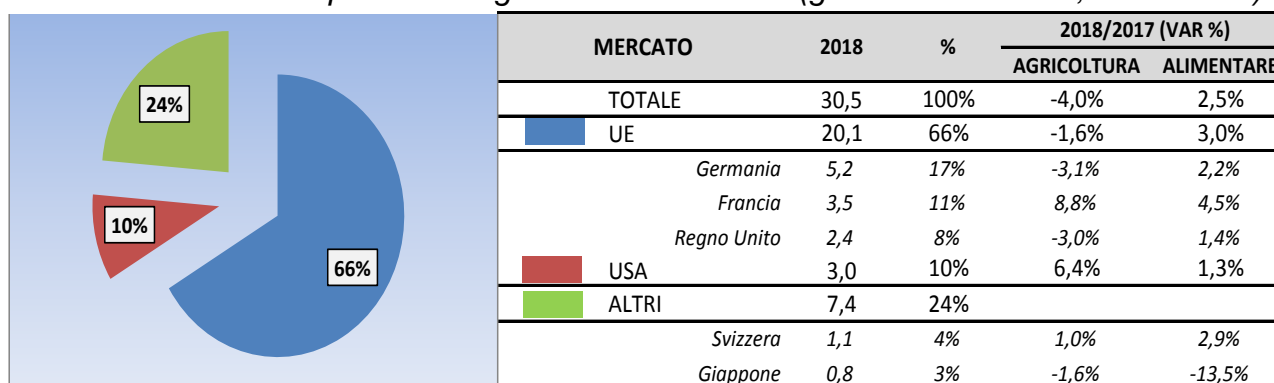 24%
10%
66%
MERCATO 2018 % 2018/2017 (VAR %)
AGRICOLTURA ALIMENTARE
TOTALE 30,5 100% -4,0% 2,5%
UE 20,1 66% -1,6% 3,0%
Germania 5,2 17% -3,1% 2,2%
Francia 3,5 11% 8,8% 4,5%
Regno Unito 2,4 8% -3,0% 1,4%
USA 3,0 10% 6,4% 1,3%
ALTRI 7,4 24%
Svizzera 1,1 4% 1,0% 2,9%
Giappone 0,8 3% -1,6% -13,5%